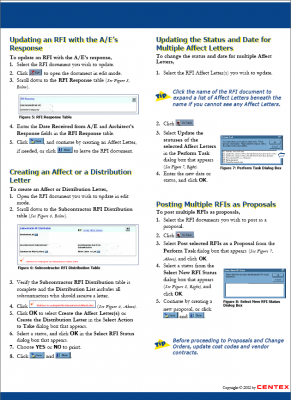 Updating an RFI with the A/E's
Response
To update an RFI with the A/E's response,
1. Select the RFI document you wish to update.
2. Click to open the document in edit mode.
3. Scroll down to the RFI Response table (See Figure 5,
Below).
Figure 5: RFI Response Table
4. Enter the Date Received from A/E and Architect's
Response fields in the RFI Response table
5. Click and continue by creating an Affect Letter,
if needed, or click to leave the RFI document.
Creating an Affect or a Distribution
Letter
To create an Affect or Distribution Letter,
1. Open the RFI document you wish to update in edit
mode.
2. Scroll down to the Subcontractor RFI Distribution
table (See Figure 6, Below).
Figure 6: Subcontractor RFI Distribution Table
3. Verify the Subcontractor RFI Distribution table is
complete and the Distribution List and the all
subcontractors who should receive a letter.
4. Click (See Figure 6, Above).
5. Click OK to select Create the Affect Letter(s) or
Create the Distribution Letter in the Select Action
to Take dialog box that appears.
6. Select a status, and click OK in the Select RFI Status
dialog box that appears.
7. Choose YES or NO to print.
8. Click and
Updating the Status and Date for
Multiple Affect Letters
To change the status and date for multiple Affect
Letters,
1. Select the RFI Affect Letter(s) you wish to update.
TIP
Click the name of the RFI document to
expand a list of Affect Letters beneath the
name if you cannot see any Affect Letters.
2. Click
3. Select Update the
statuses of the
selected Affect Letters
in the Perform Task
dialog box that appears
(See Figure 7, Right).
4. Enter the new date or
status, and click OK.
Figure 7: Perform Task Dialog Box
Posting Multiple RFIs as Proposals
To post multiple RFIs as proposals,
1. Select the RFI documents you wish to post as a
proposal.
2. Click
3. Select Post selected RFIs as a Proposal from the
Perform Task dialog box that appears (See Figure 7,
Above), and click OK.
4. Select a status from the
Select New RFI Status
dialog box that appears
(See Figure 8, Right), and
click OK.
5. Continue by creating a
new proposal, or click
and
Figure 8: Select New RFI Status
Dialog Box
TIP
Before proceeding to Proposals and Change
Orders, update cost codes and vendor
contracts.
Copyright © 2002 by CENTEX